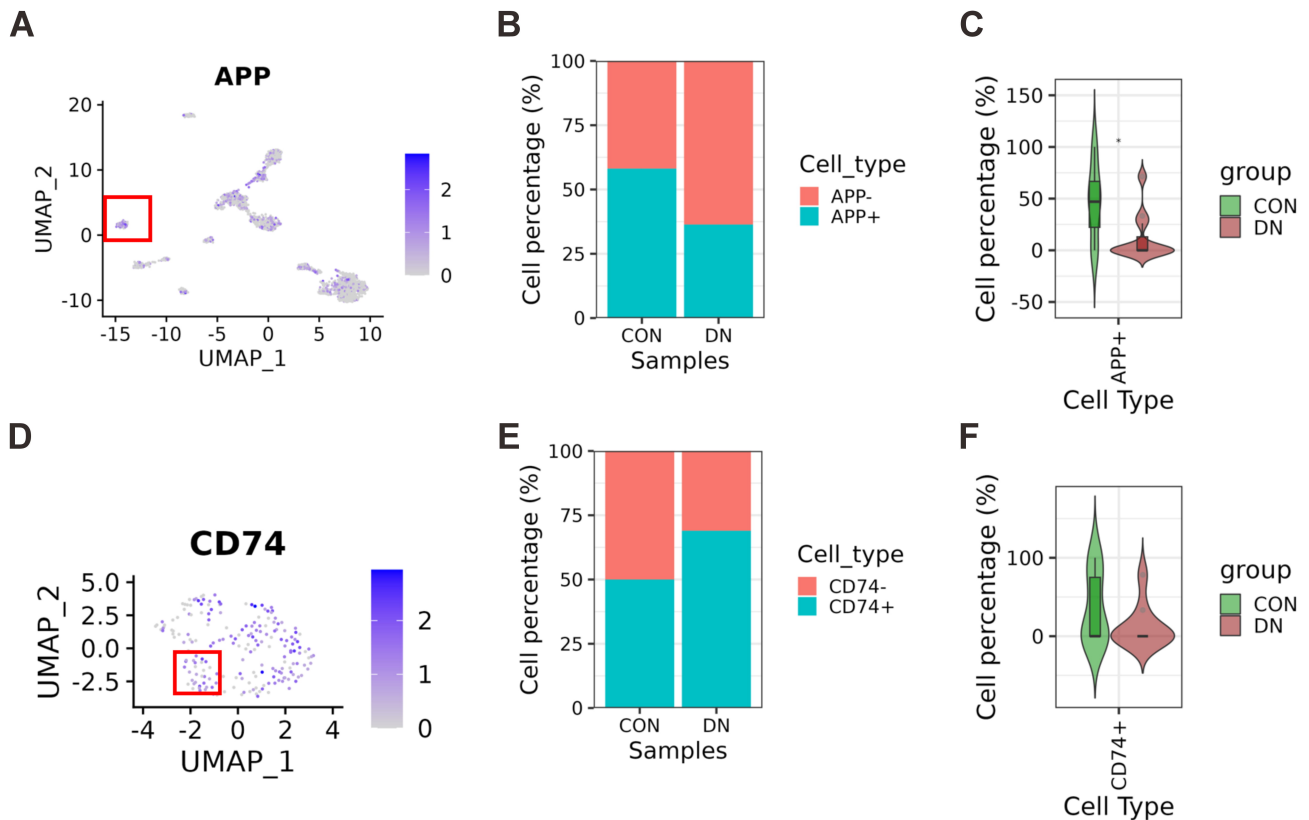 A
APP
UMAP_2
20
10
0
-10
-15
-10
-5
0
5
10
UMAP_1
2
1
0
B
Cell percentage (%)
100
75
50
25
0
CON
DN
Samples
Cell_type
APP-
APP+
C
Cell percentage (%)
150
100
50
0
-50
*
APP+
Cell Type
group
CON
DN
D
CD74
UMAP_2
5.0
2.5
0.0
-2.5
-4
-2
0
2
4
UMAP_1
2
1
0
E
Cell percentage (%)
100
75
50
25
0
CON
DN
Samples
Cell_type
CD74-
CD74+
F
Cell percentage (%)
100
0
CD74+
Cell Type
group
CON
DN